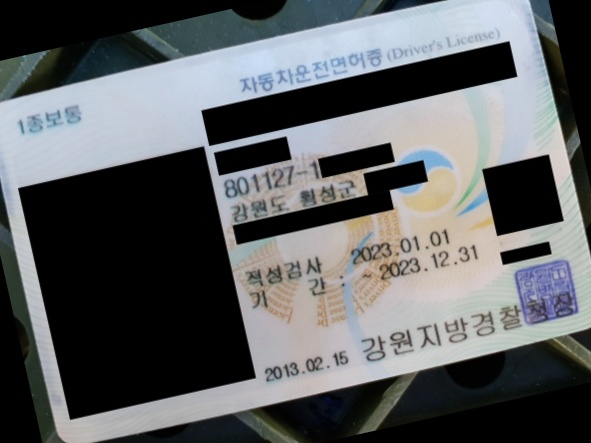 자동차운전면허증 (Driver's License)
1종보통
801127-1
강원도 횡성군
적성검사 2023.01.01
기 간 : ~ 2023.12.31
2013.02.15 강원지방경찰청장